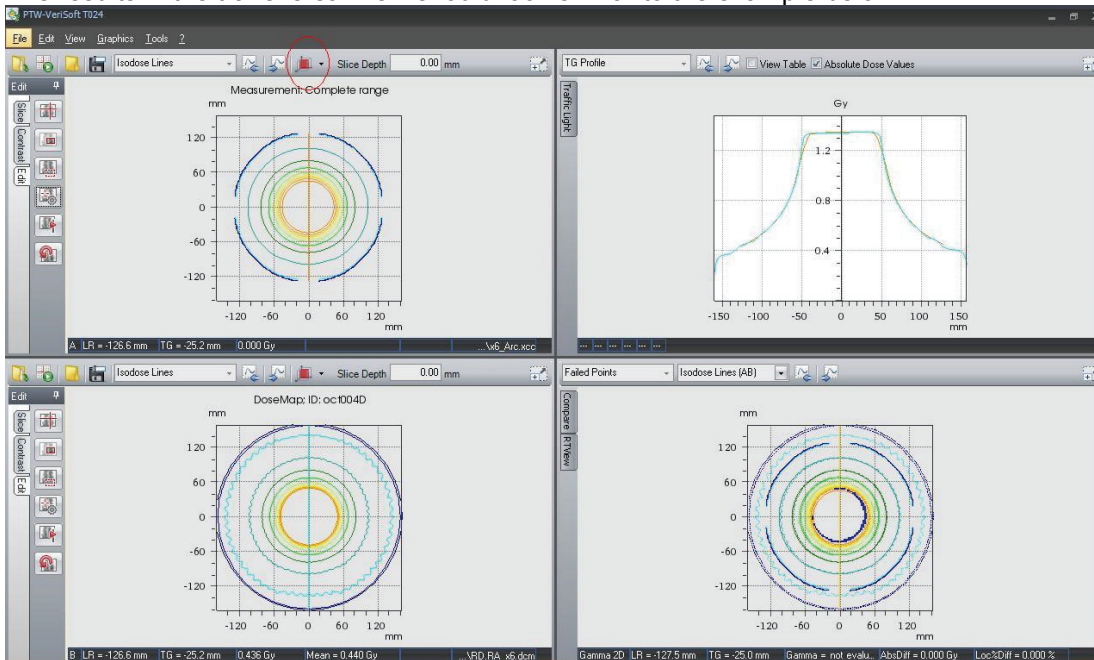 PTW-VeriSoft T024
File Edit View Graphics Tools ?
Isodose Lines Slice Depth 0.00 mm
Edit
Slice
Contrast
Edit
Measurement: Complete range
mm
120
60
0
-60
-120
-120 -60 0 60 120
mm
A LR = -126.6 mm TG = -25.2 mm 0.000 Gy ...\x6_Arc.xcc
TG Profile View Table Absolute Dose Values
Traffic Light
Gy
1.2
0.8
0.4
-150 -100 -50 0 50 100 150
mm
--- --- --- --- --- ---
Isodose Lines Slice Depth 0.00 mm
Edit
Slice
Contrast
Edit
DoseMap; ID: oct004D
mm
120
60
0
-60
-120
-120 -60 0 60 120
mm
B LR = -126.6 mm TG = -25.2 mm 0.436 Gy Mean = 0.440 Gy ...\RD.RA_x6.dcm
Failed Points Isodose Lines (AB)
Compare
RTView
mm
120
60
0
-60
-120
-120 -60 0 60 120
mm
Gamma 2D LR = -127.5 mm TG = -25.0 mm Gamma = not evalu.. AbsDiff = 0.000 Gy Loc%Diff = 0.000 %